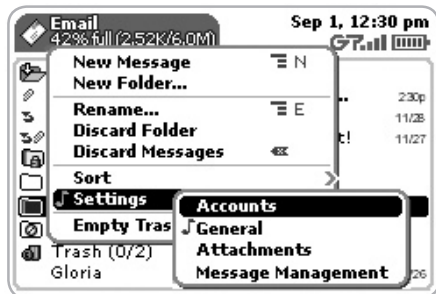 Email
42% full (2.52K/6.0M)
Sep 1, 12:30 pm
G
New Message N
New Folder...
Rename... E
Discard Folder
Discard Messages
Sort
Settings
Empty Tras
Accounts
General
Attachments
Message Management
..
230p
11/28
t!
11/27
Trash (0/2)
Gloria
/26